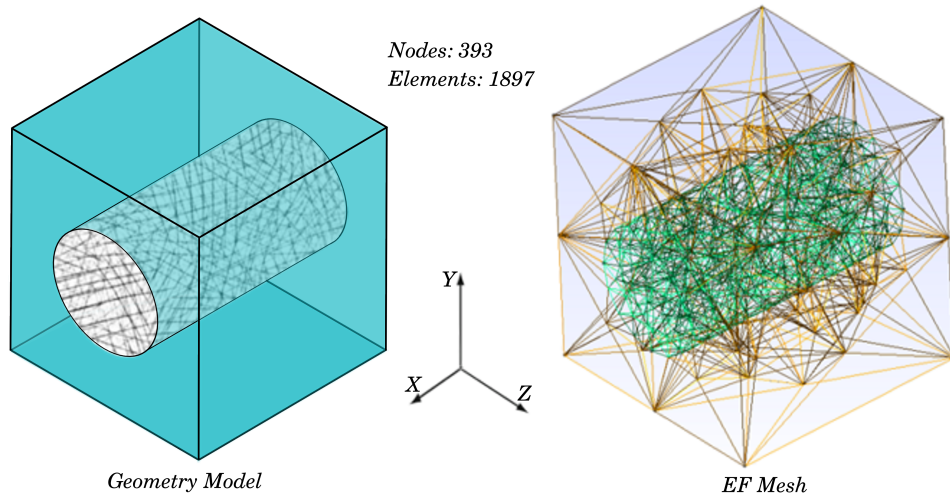 Nodes: 393
Elements: 1897
Y
X
Z
Geometry Model
EF Mesh